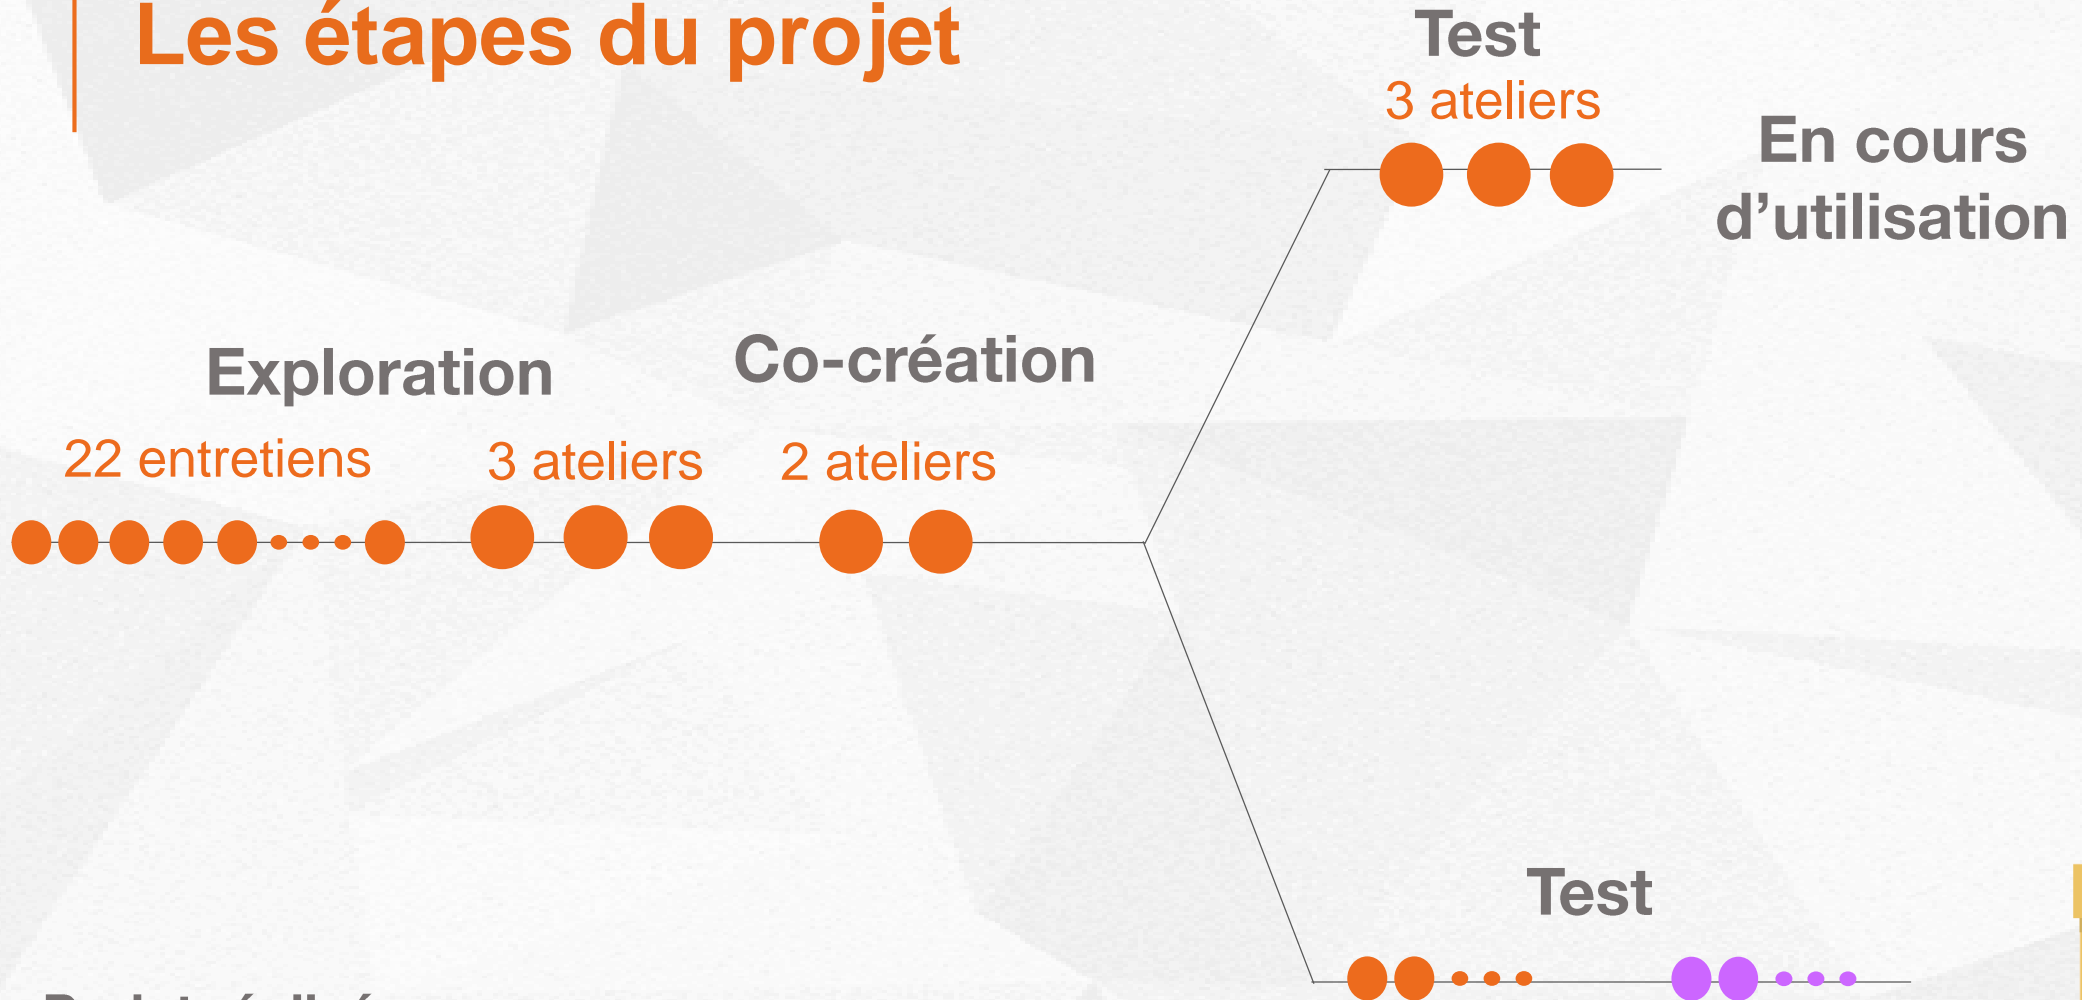 Les étapes du projet
Test
3 ateliers
En cours
d’utilisation
Exploration
Co-création
22 entretiens
3 ateliers
2 ateliers
Test